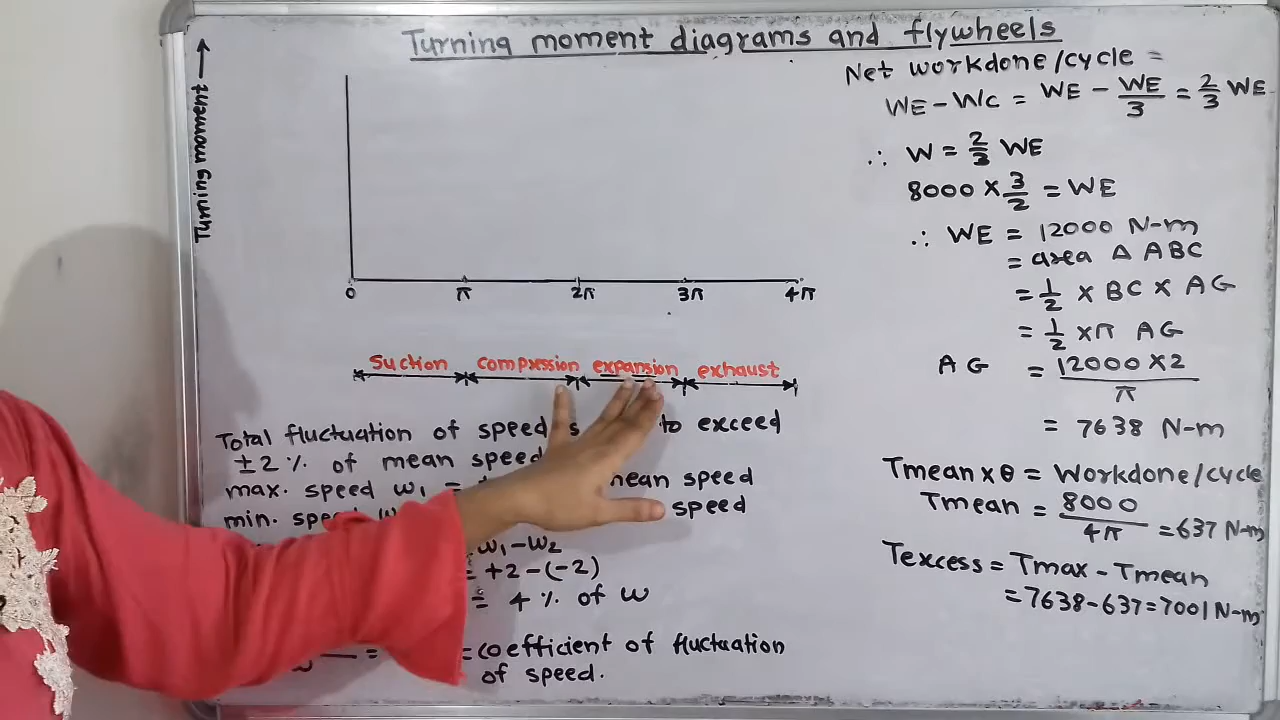 Turning moment diagrams and flywheels
Turning moment →
0 π 2π 3π 4π
Suction compression expansion exhaust
Total fluctuation of speed to exceed
±2 % of mean speed
max. speed ω1 = mean speed
min. speed
ω1-ω2
= +2-(-2)
= 4 % of ω
= coefficient of fluctuation
of speed.
Net workdone/cycle =
WE - WC = WE - WE/3 = 2/3 WE
∴ W = 2/3 WE
8000 × 3/2 = WE
∴ WE = 12000 N-m
= area Δ ABC
= 1/2 × BC × AG
= 1/2 × π AG
AG = 12000×2/π
= 7638 N-m
Tmean × θ = Workdone/cycle
Tmean = 8000/4π = 637 N-m
Texcess = Tmax - Tmean
= 7638-637=7001 N-m